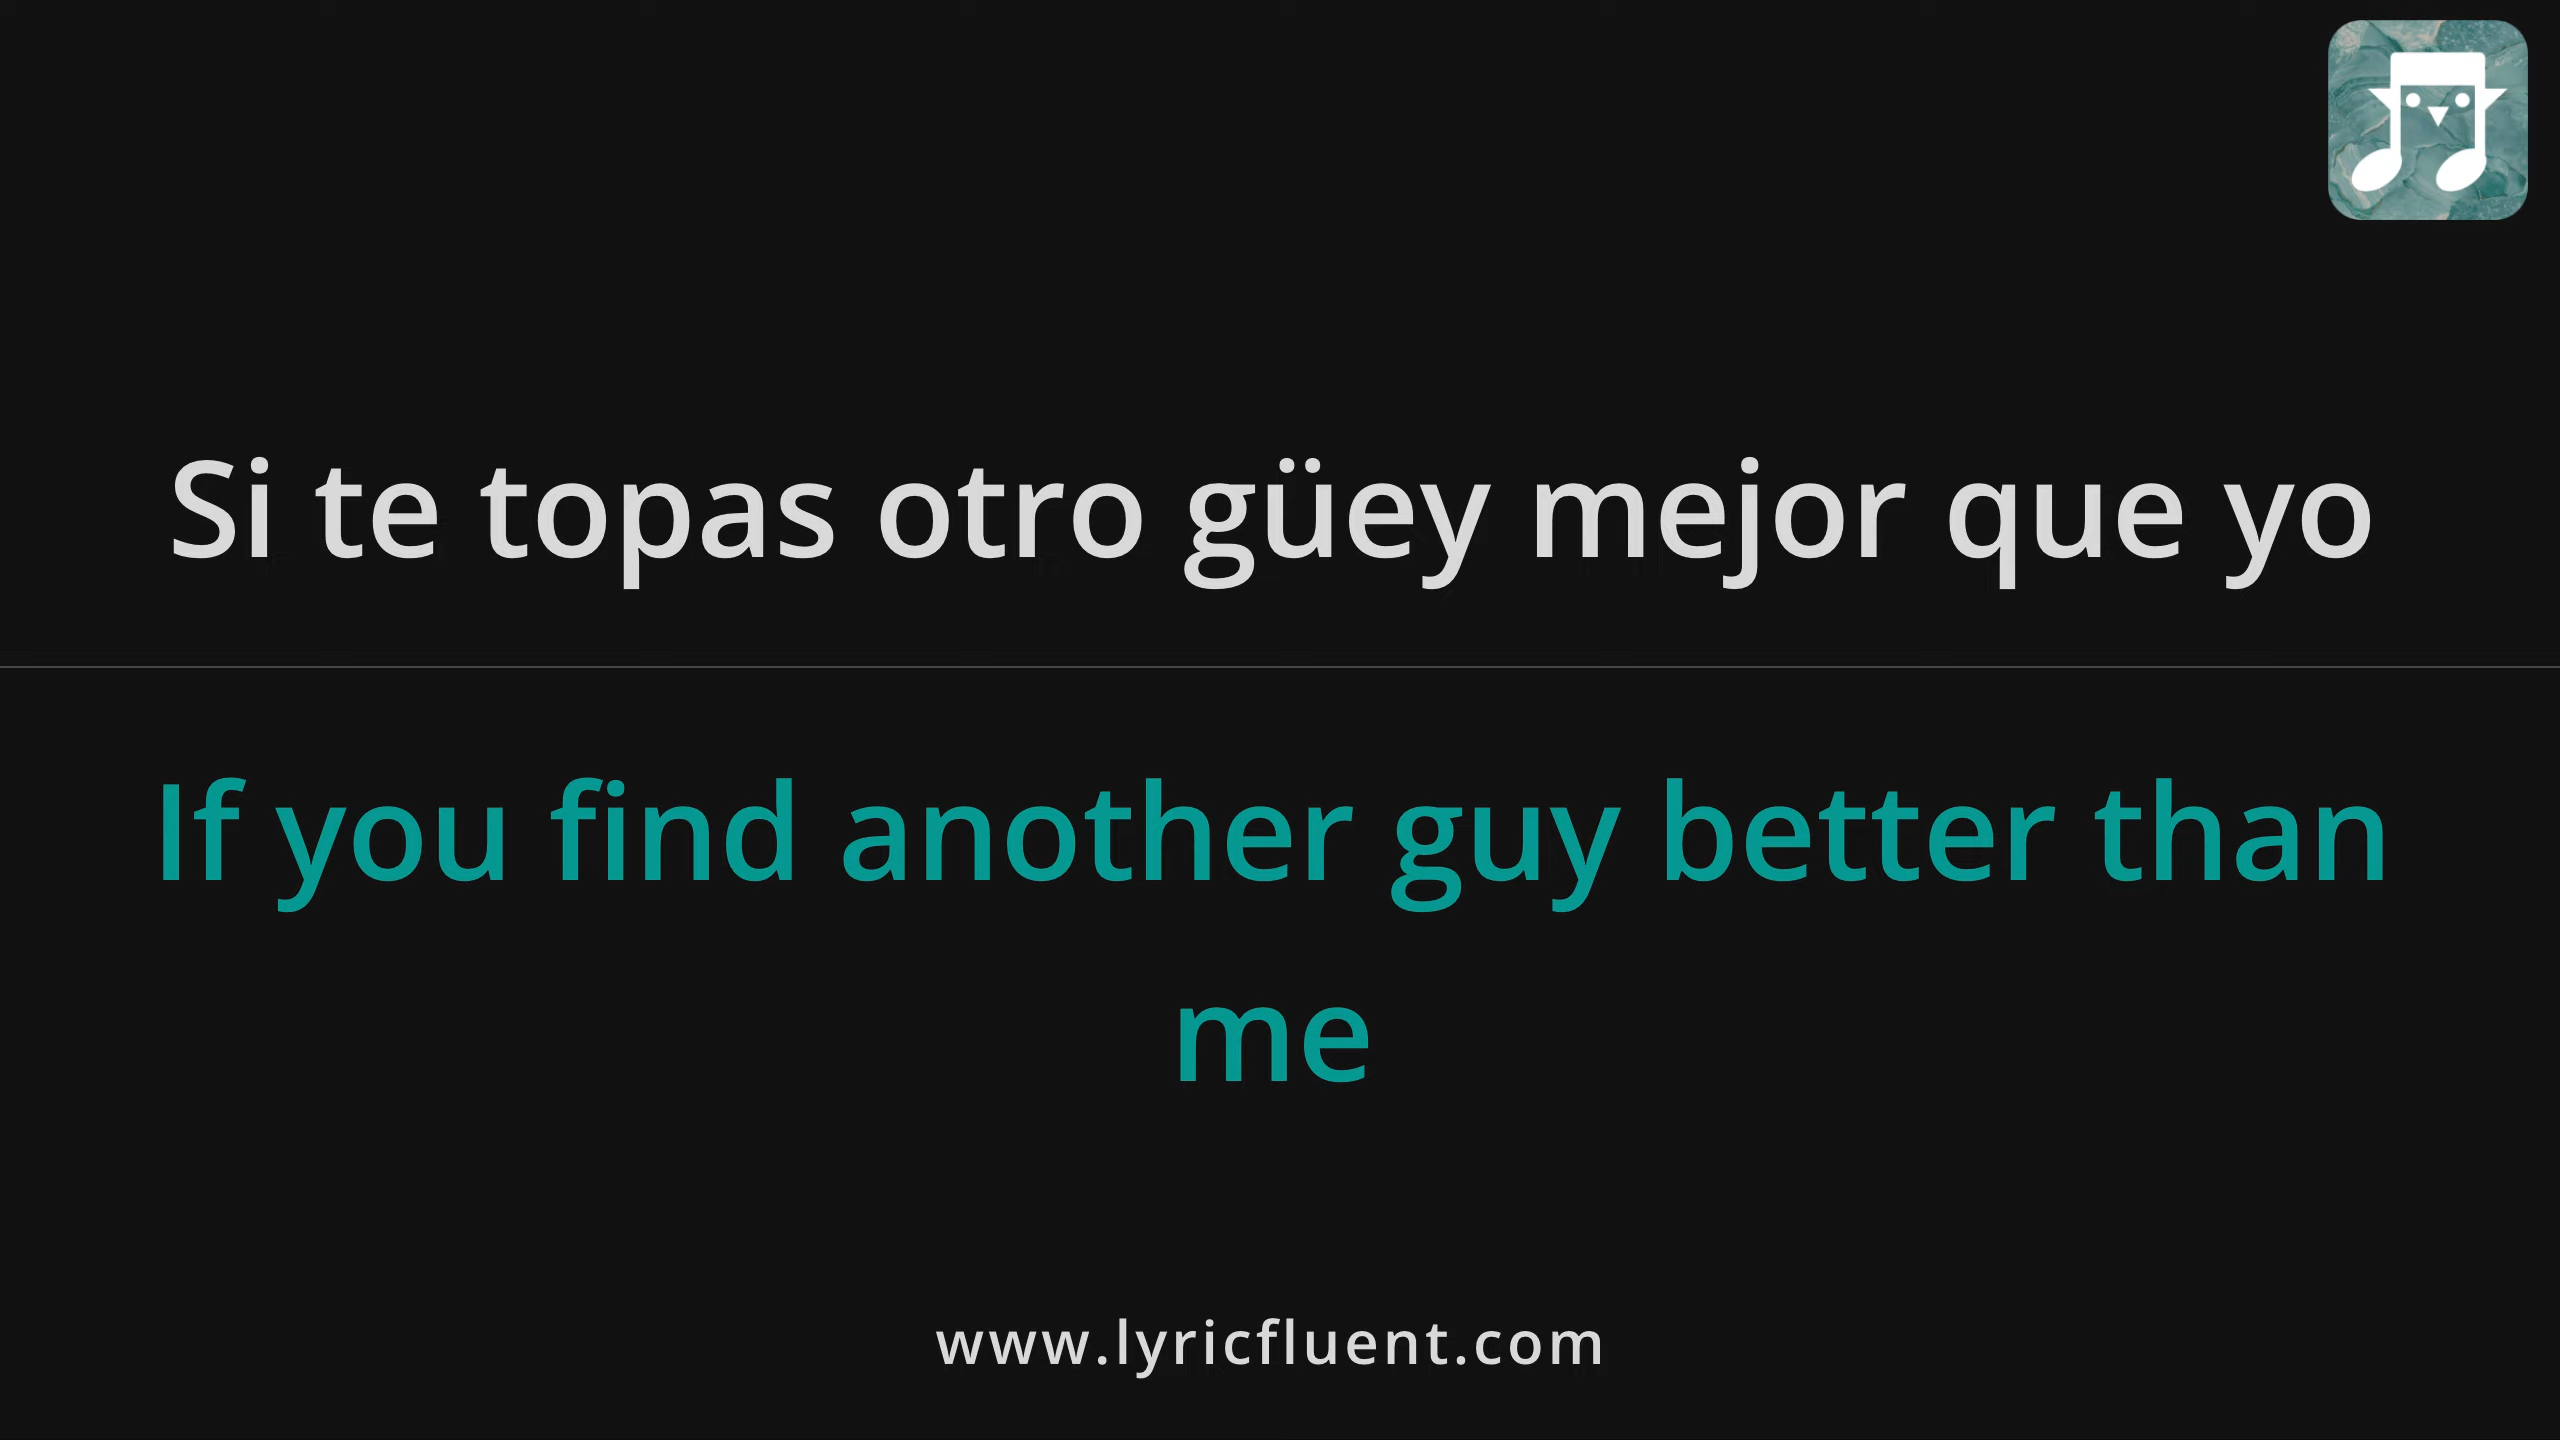 Si te topas otro güey mejor que yo
If you find another guy better than
me
www.lyricfluent.com